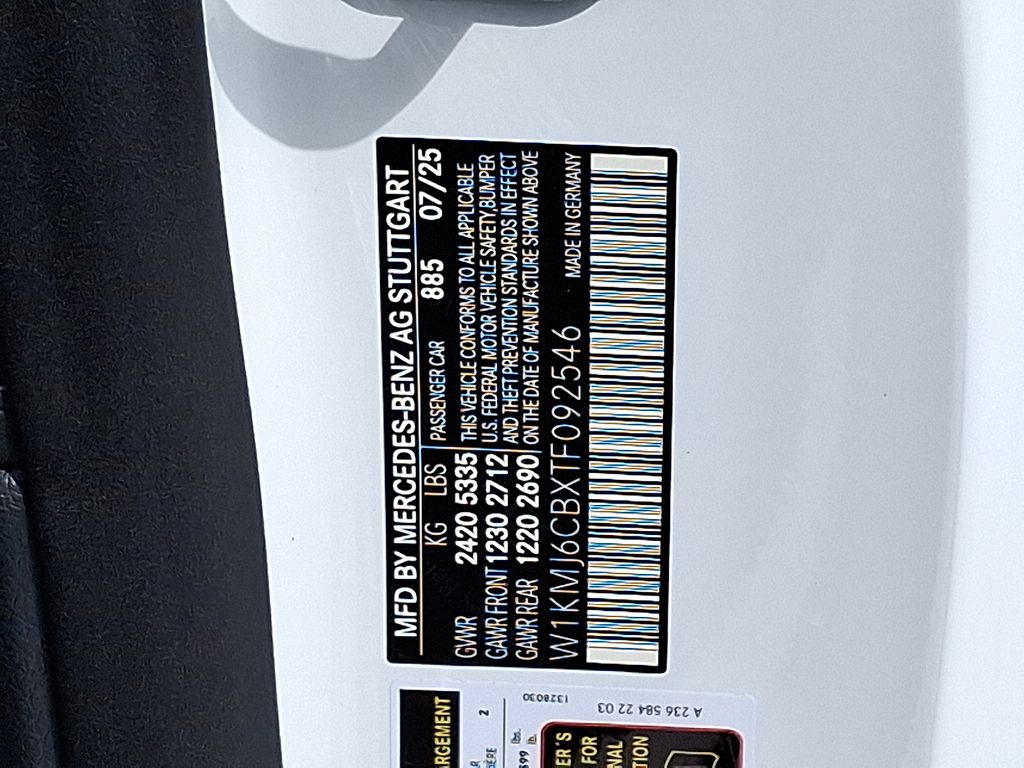 MFD BY MERCEDES-BENZ AG STUTTGART
KG LBS PASSENGER CAR 885 07/25
GVWR 2420 5335 THIS VEHICLE CONFORMS TO ALL APPLICABLE
U.S. FEDERAL MOTOR VEHICLE SAFETY,BUMPER
GAWR FRONT 1230 2712 AND THEFT PREVENTION STANDARDS IN EFFECT
GAWR REAR 1220 2690 ON THE DATE OF MANUFACTURE SHOWN ABOVE
W1KMJ6CBXTF092546 MADE IN GERMANY
2
1328030
A 236 584 22 03
lbs.